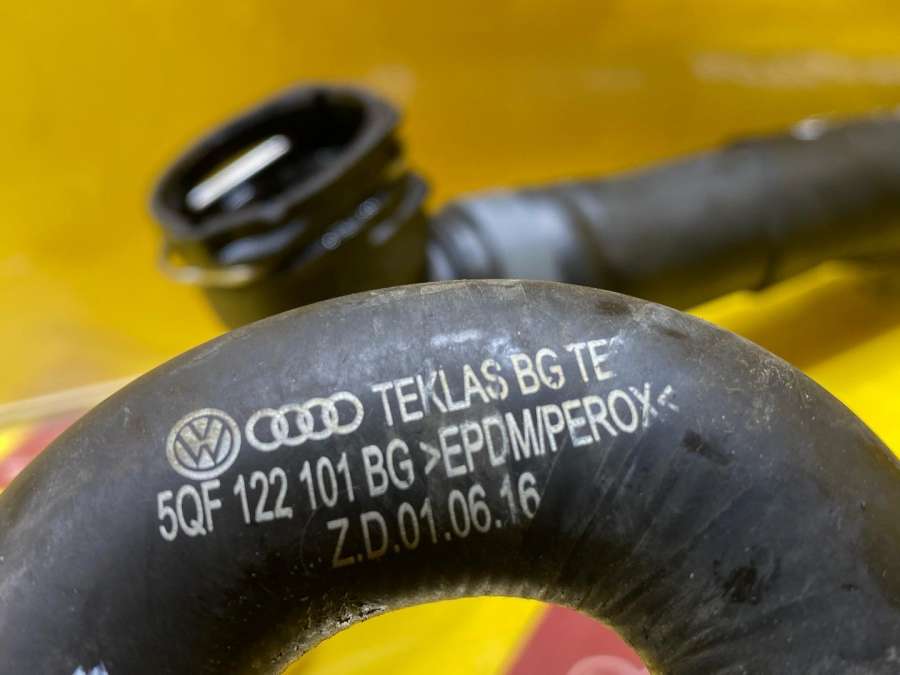 TEKLAS BG TE
5QF 122 101 BG >EPDM/PEROX<
Z.D.01.06.16